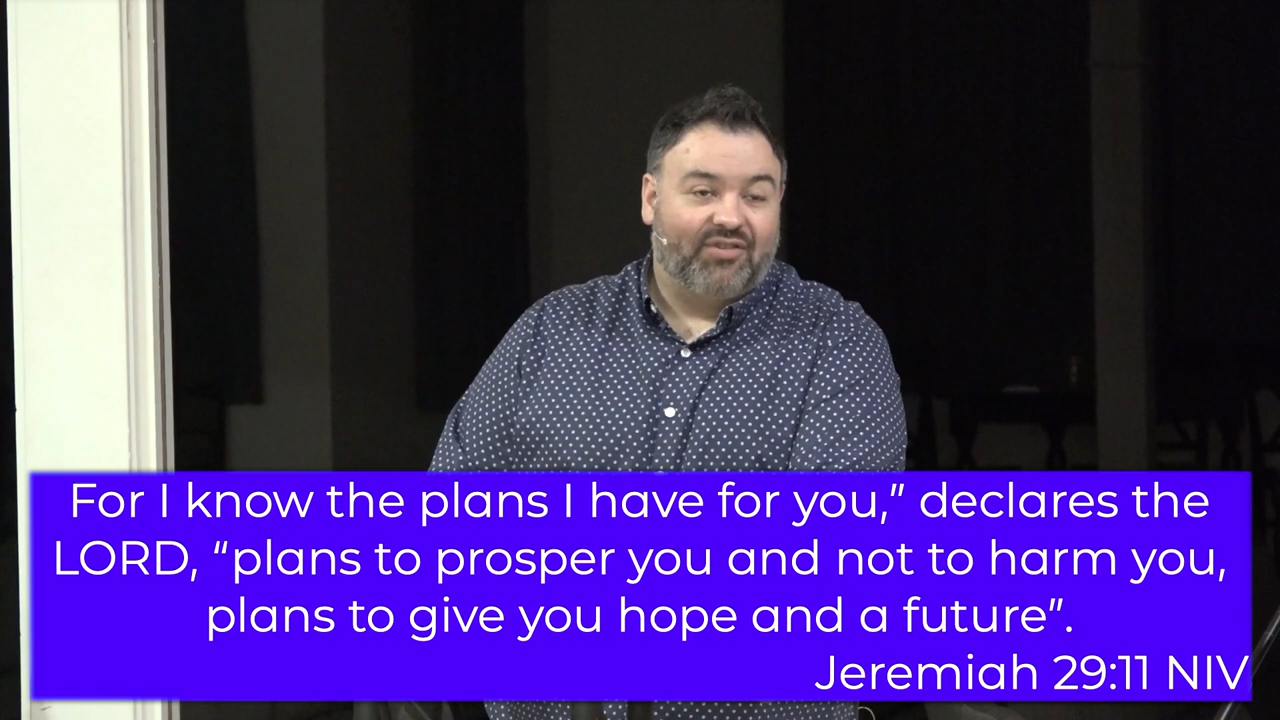 For I know the plans I have for you,” declares the
LORD, “plans to prosper you and not to harm you,
plans to give you hope and a future”.
Jeremiah 29:11 NIV